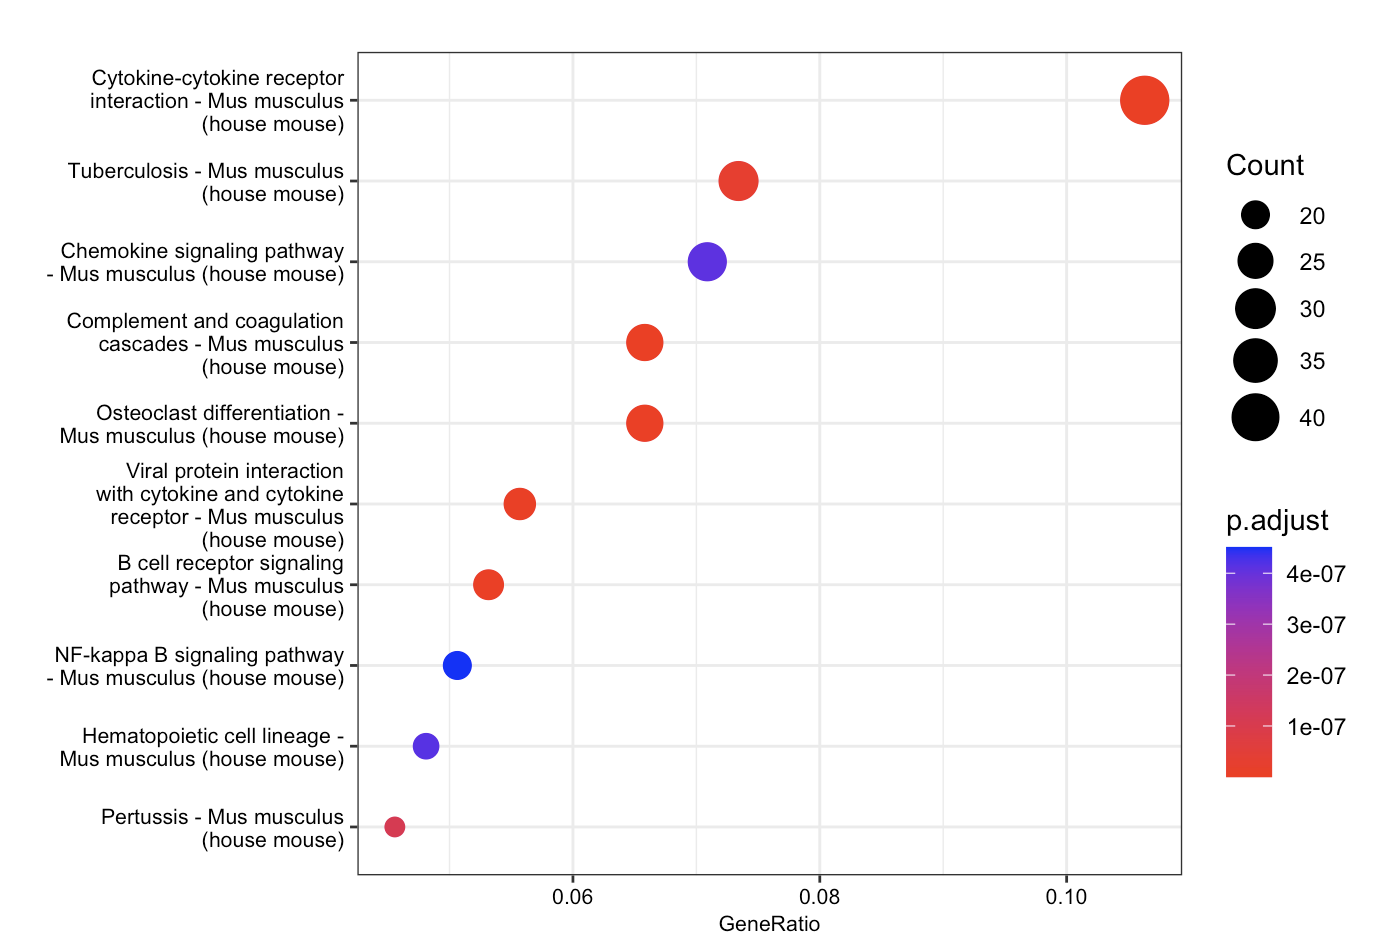 Cytokine-cytokine receptor
interaction - Mus musculus
(house mouse)
Tuberculosis - Mus musculus
(house mouse)
Chemokine signaling pathway
- Mus musculus (house mouse)
Complement and coagulation
cascades - Mus musculus
(house mouse)
Osteoclast differentiation -
Mus musculus (house mouse)
Viral protein interaction
with cytokine and cytokine
receptor - Mus musculus
(house mouse)
B cell receptor signaling
pathway - Mus musculus
(house mouse)
NF-kappa B signaling pathway
- Mus musculus (house mouse)
Hematopoietic cell lineage -
Mus musculus (house mouse)
Pertussis - Mus musculus
(house mouse)
0.06
0.08
0.10
GeneRatio
Count
20
25
30
35
40
p.adjust
4e-07
3e-07
2e-07
1e-07